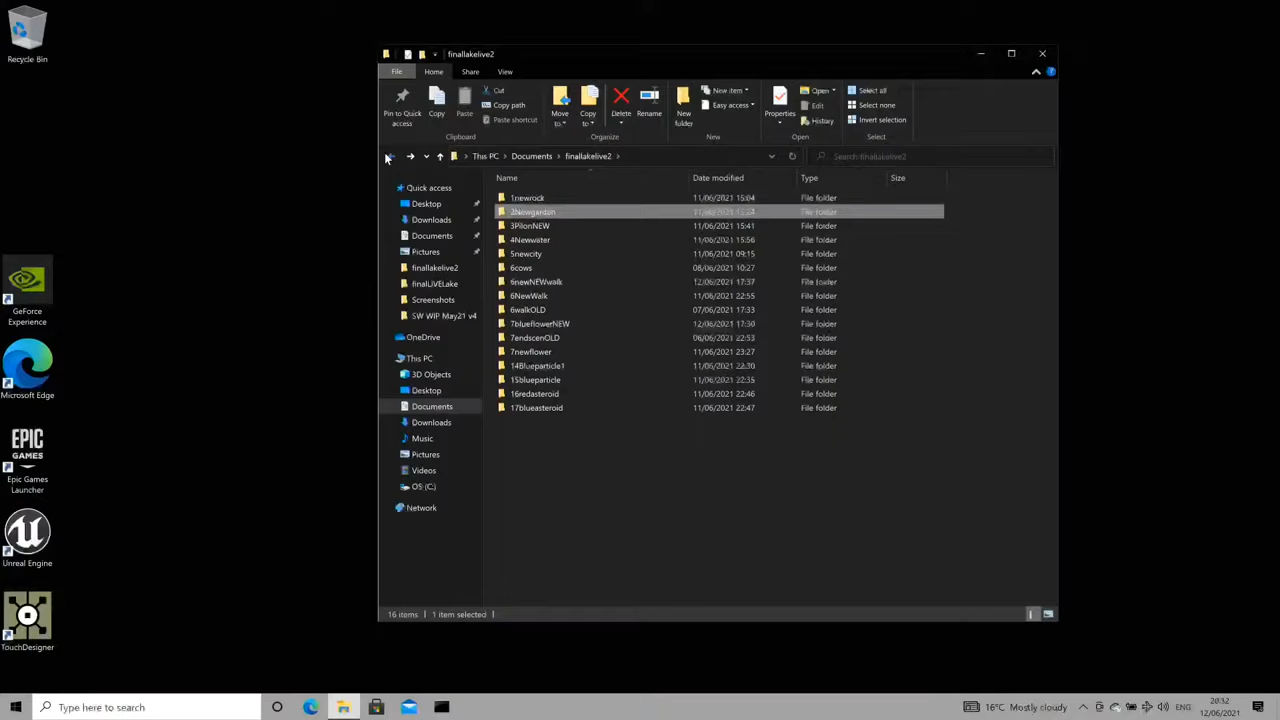 Recycle Bin
GeForce
Experience
Microsoft Edge
EPIC
GAMES
Epic Games
Launcher
Unreal Engine
TouchDesigner
finallakelive2
File Home Share View
Pin to Quick
access
Copy
Paste
Cut
Copy path
Paste shortcut
Clipboard
Move
to
Copy
to
Delete
Rename
Organize
New
folder
New item
Easy access
New
Properties
Open
Edit
History
Open
Select all
Select none
Invert selection
Select
This PC > Documents > finallakelive2 >
Search finallakelive2
Quick access
Desktop
Downloads
Documents
Pictures
finallakelive2
finalLIVELake
Screenshots
SW WIP May21 v4
OneDrive
This PC
3D Objects
Desktop
Documents
Downloads
Music
Pictures
Videos
OS (C:)
Network
Name Date modified Type Size
1newrock 11/06/2021 15:04 File folder
2Newgardan File folder
3PilonNEW 11/06/2021 15:41 File folder
4Newwater 11/06/2021 15:56 File folder
5newcity 11/06/2021 09:15 File folder
6cows 08/06/2021 10:27 File folder
6newNEWwalk 12/06/2021 17:37 File folder
6NewWalk 11/06/2021 22:55 File folder
6walkOLD 07/06/2021 17:33 File folder
7blueflowerNEW 12/06/2021 17:30 File folder
7endscenOLD 06/06/2021 22:53 File folder
7newflower 11/06/2021 23:27 File folder
14Blueparticle1 11/06/2021 22:30 File folder
15blueparticle 11/06/2021 22:35 File folder
16redasteroid 11/06/2021 22:46 File folder
17blueasteroid 11/06/2021 22:47 File folder
16 items 1 item selected
Type here to search
16°C Mostly cloudy
ENG
20:32
12/06/2021